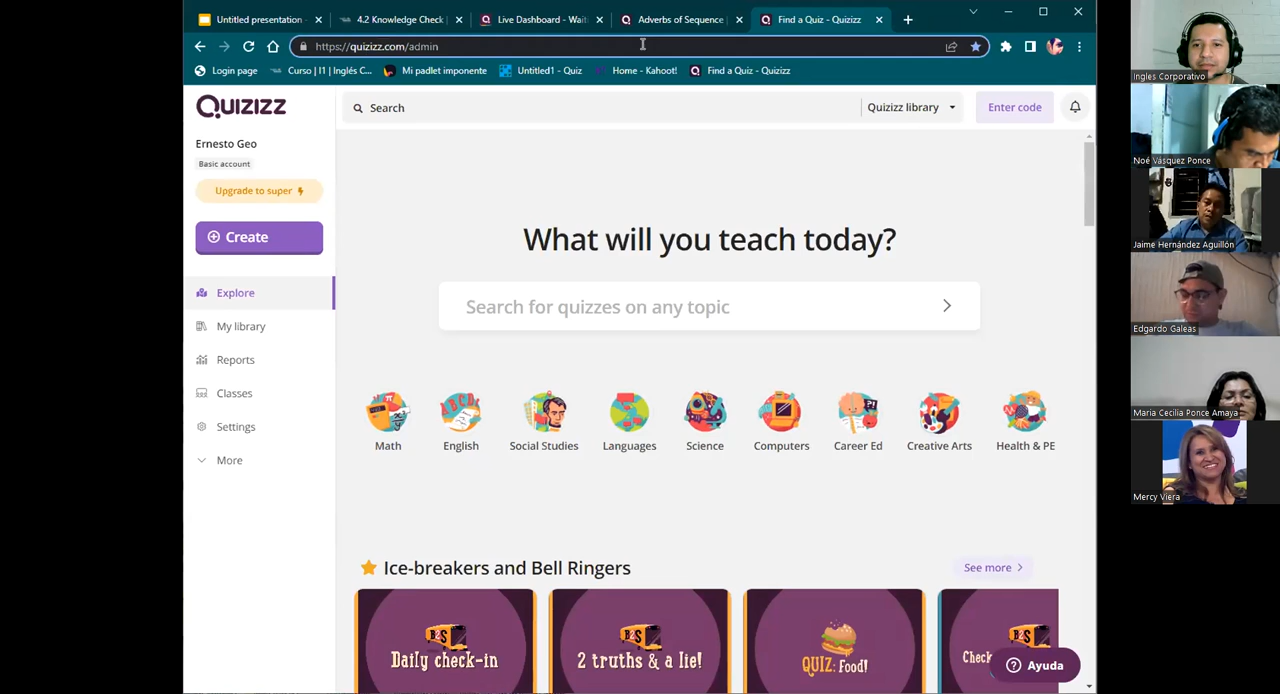 Untitled presentation
4.2 Knowledge Check
Live Dashboard - Wait
Adverbs of Sequence
Find a Quiz - Quizizz
https://quizizz.com/admin
Login page
Curso | I1 | Inglés C...
Mi padlet imponente
Untitled1 - Quiz
Home - Kahoot!
Find a Quiz - Quizizz
QUIZIZZ
Search
Quizizz library
Enter code
Ernesto Geo
Basic account
Upgrade to super
Create
Explore
My library
Reports
Classes
Settings
More
What will you teach today?
Search for quizzes on any topic
Math
English
Social Studies
Languages
Science
Computers
Career Ed
Creative Arts
Health & PE
Ice-breakers and Bell Ringers
See more
B2S
Daily check-in
B2S
2 truths & a lie!
QUIZ: Food!
B2S
Chec
Ayuda
Ingles Corporativo
Noé Vásquez Ponce
Jaime Hernández Aguillón
Edgardo Galeas
Maria Cecilia Ponce Amaya
Mercy Viera